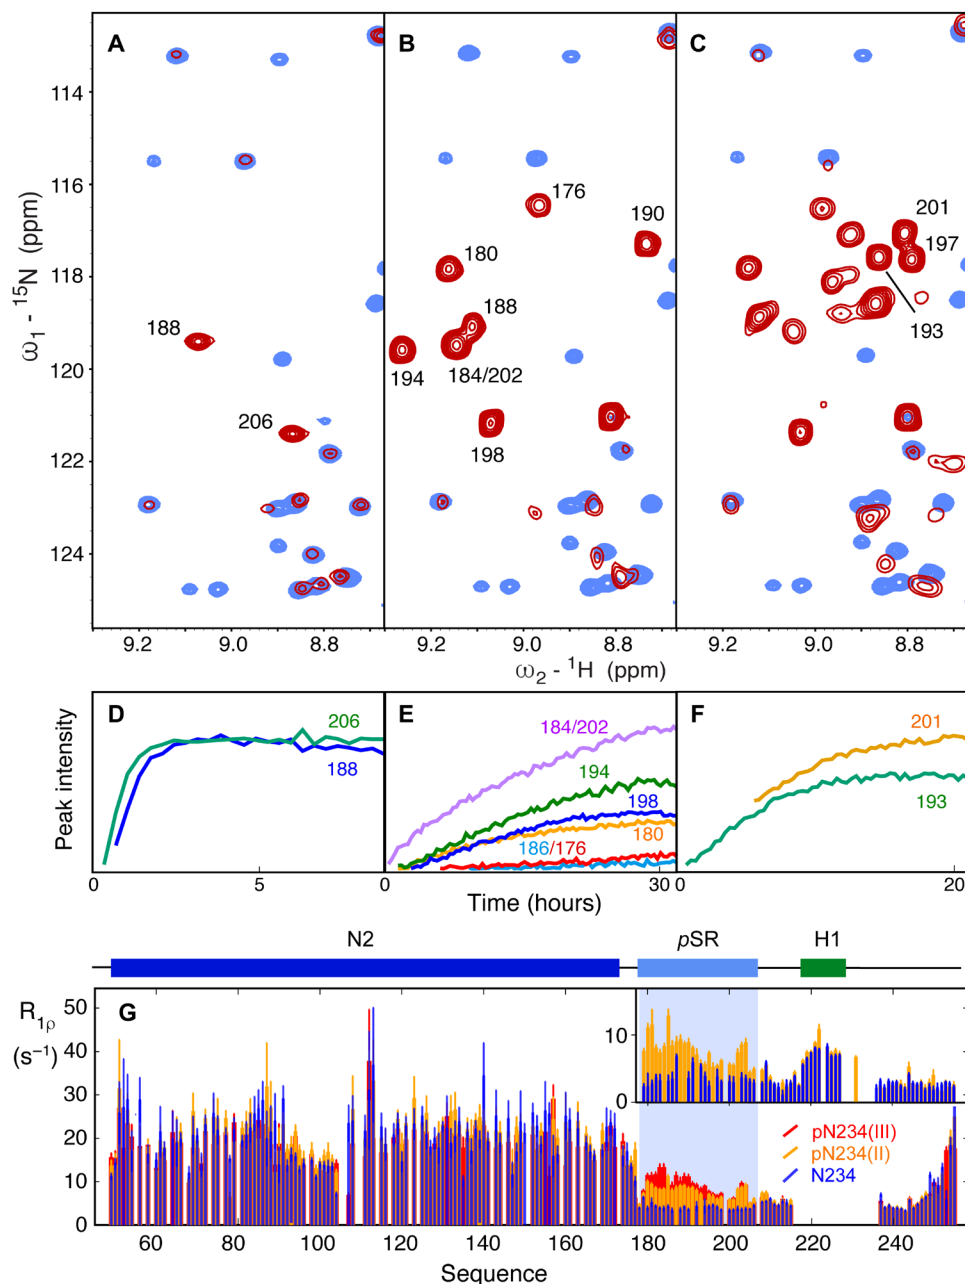 A B C
114
116
118
120
122
124
ω1 - 15N (ppm)
188
206
176
190
180
188
194
184/202
198
201
197
193
9.2 9.0 8.8 9.2 9.0 8.8 9.2 9.0 8.8
ω2 - 1H (ppm)
D E F
Peak intensity
206
188
184/202
194
198
180
186/176
201
193
0 5 0 30 0 20
Time (hours)
N2 pSR H1
G
R1ρ
(s−1)
50
40
30
20
10
0
10
0
pN234(III)
pN234(II)
N234
60 80 100 120 140 160 180 200 220 240
Sequence